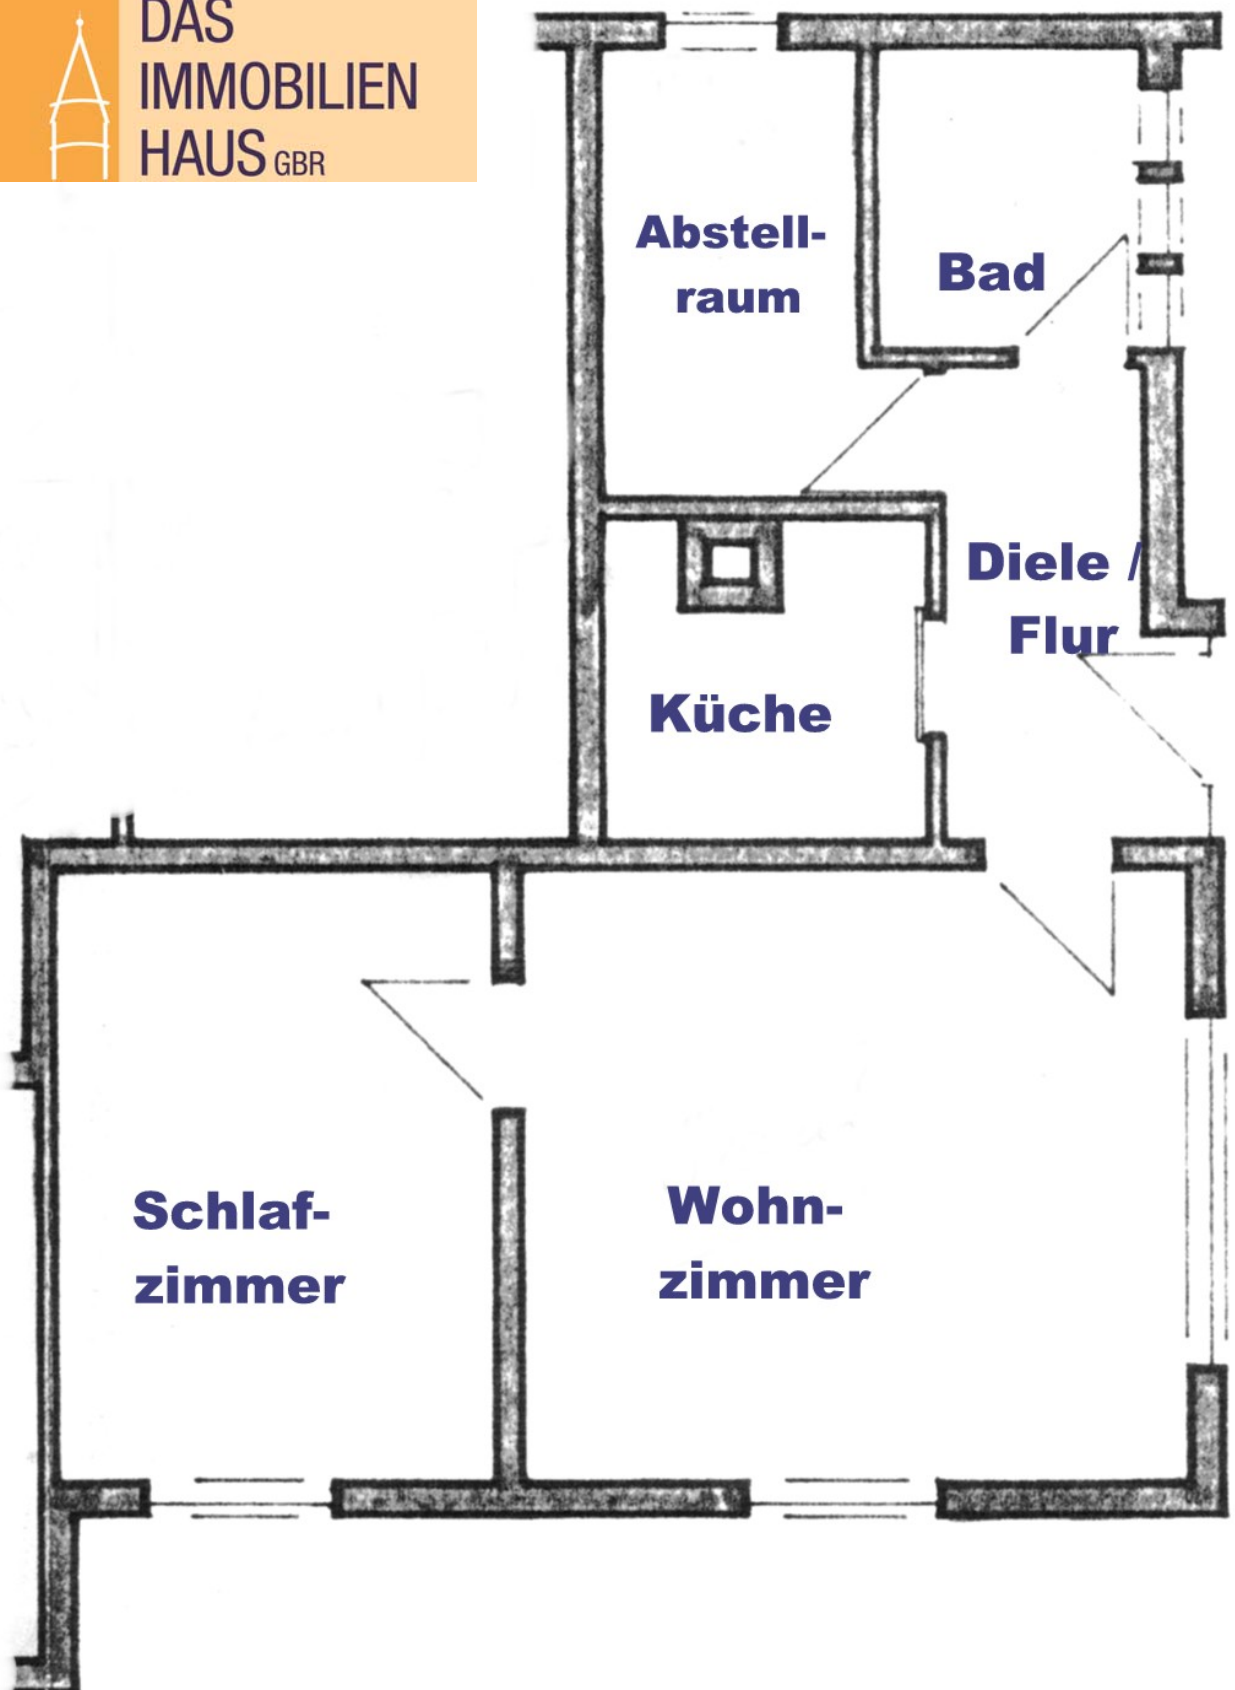 DAS
IMMOBILIEN
HAUS GBR
Abstell-
raum
Bad
Diele /
Flur
Küche
Schlaf-
zimmer
Wohn-
zimmer